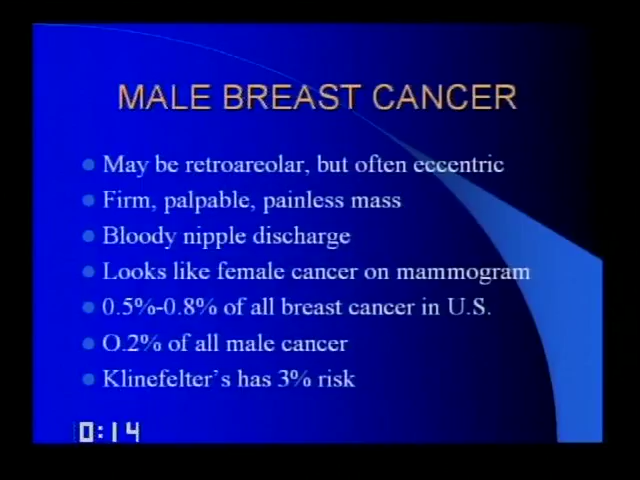 MALE BREAST CANCER
May be retroareolar, but often eccentric
Firm, palpable, painless mass
Bloody nipple discharge
Looks like female cancer on mammogram
0.5%-0.8% of all breast cancer in U.S.
O.2% of all male cancer
Klinefelter's has 3% risk
0:14